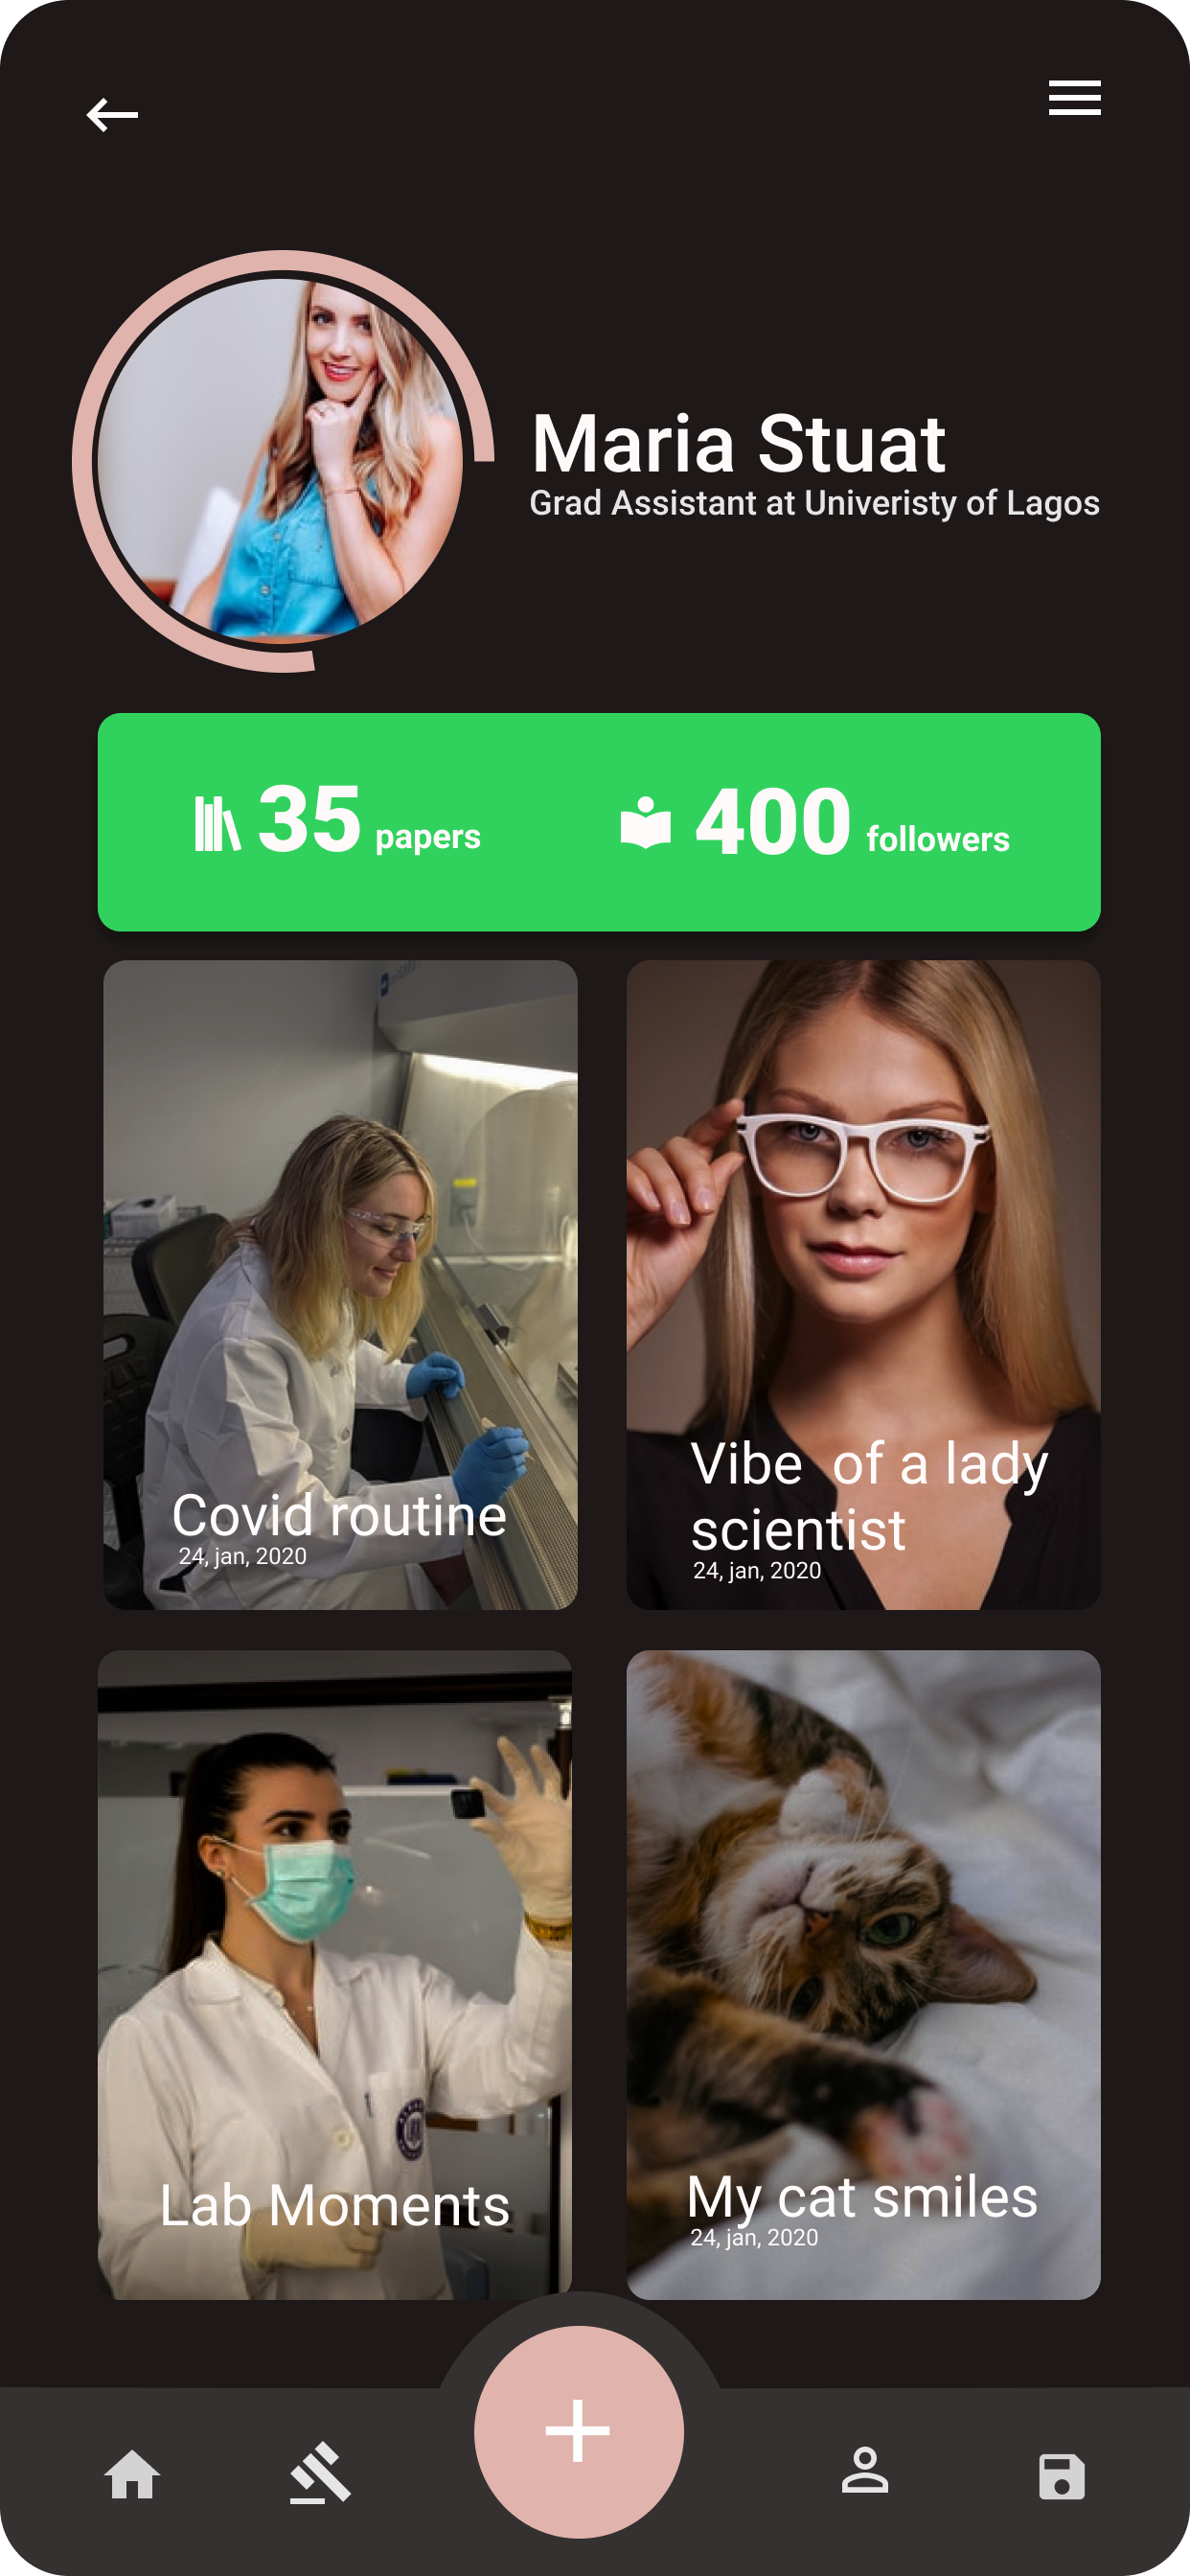 Maria Stuat
Grad Assistant at Univeristy of Lagos
35 papers
400 followers
Covid routine
24, jan, 2020
Vibe of a lady
scientist
24, jan, 2020
Lab Moments
My cat smiles
24, jan, 2020